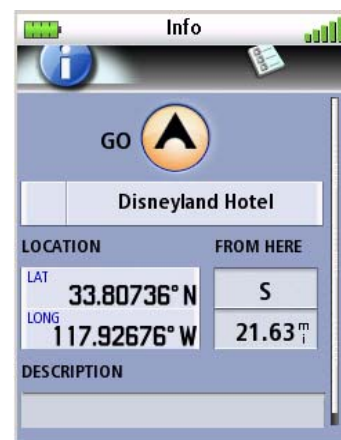 Info
GO
Disneyland Hotel
LOCATION FROM HERE
LAT 33.80736° N S
LONG 117.92676° W 21.63 mi
DESCRIPTION